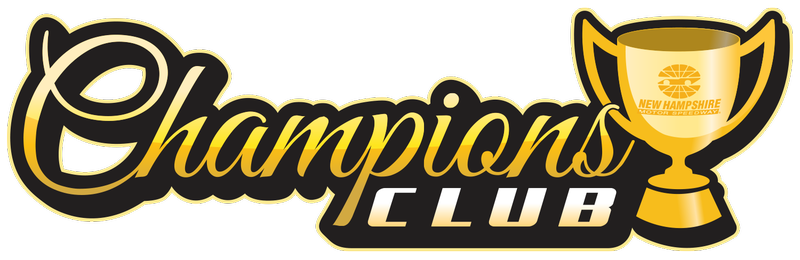 Champions
CLUB
NEW HAMPSHIRE
MOTOR SPEEDWAY